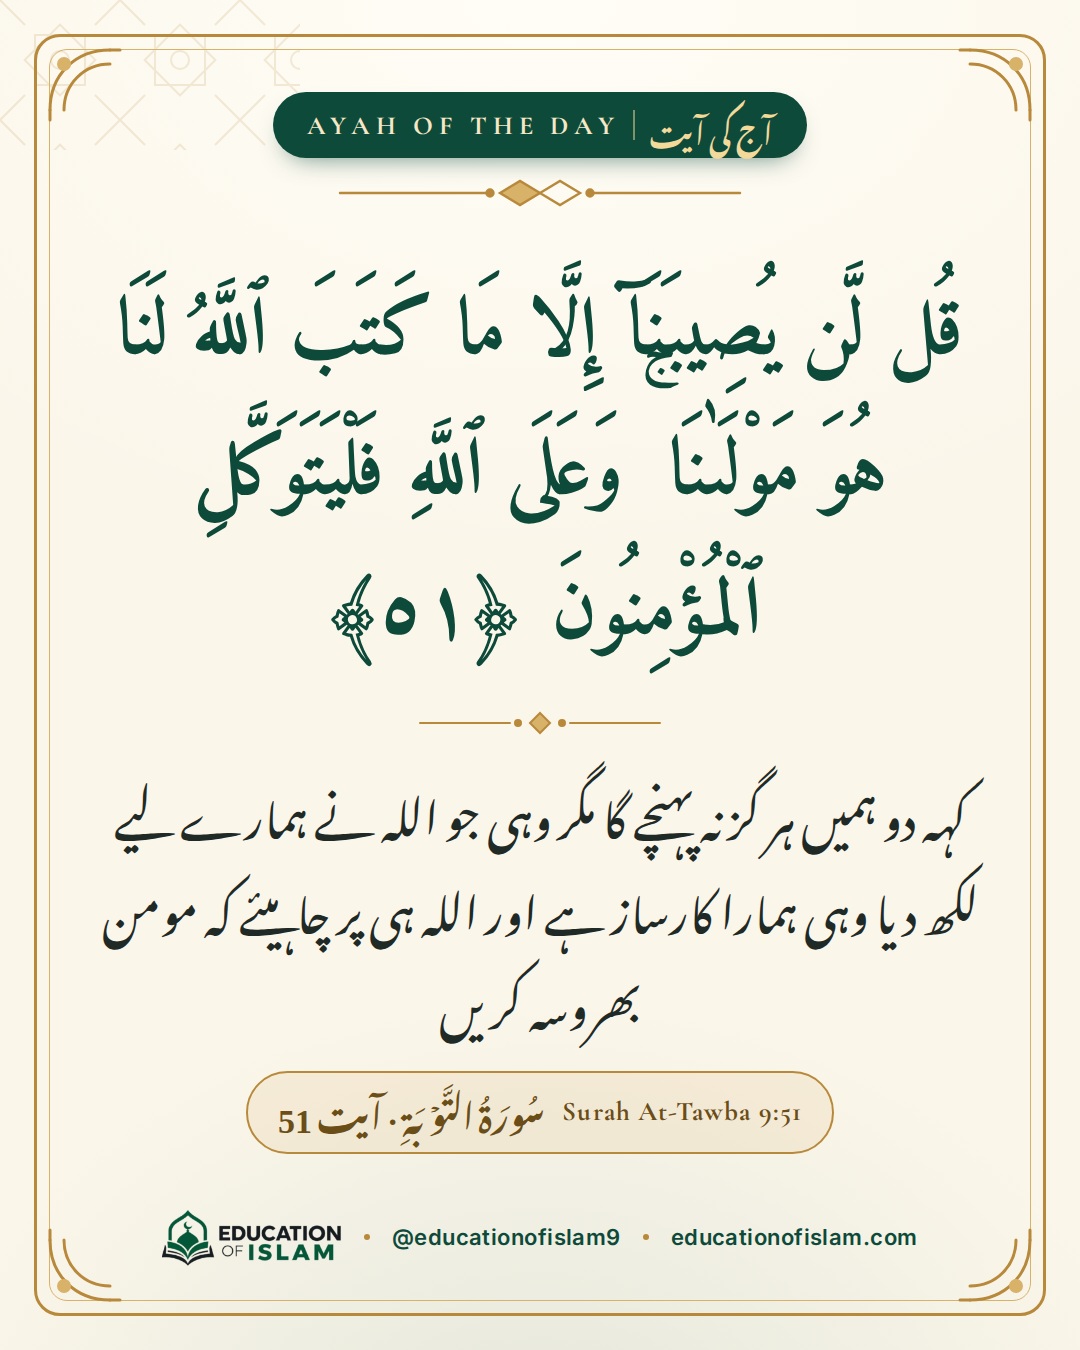 AYAH OF THE DAY | آج کی آیت
قُل لَّن يُصِيبَنَآ إِلَّا مَا كَتَبَ ٱللَّهُ لَنَا
هُوَ مَوْلَىٰنَا ۚ وَعَلَى ٱللَّهِ فَلْيَتَوَكَّلِ
ٱلْمُؤْمِنُونَ ﴿٥١﴾
کہہ دو ہمیں ہر گز نہ پہنچے گا مگر وہی جو اللہ نے ہمارے لیے
لکھ دیا وہی ہمارا کارساز ہے اور اللہ ہی پر چاہیئے کہ مومن
بھروسہ کریں
سُورَةُ التَّوۡبَةِ · آیت 51 Surah At-Tawba 9:51
EDUCATION OF ISLAM • @educationofislam9 • educationofislam.com